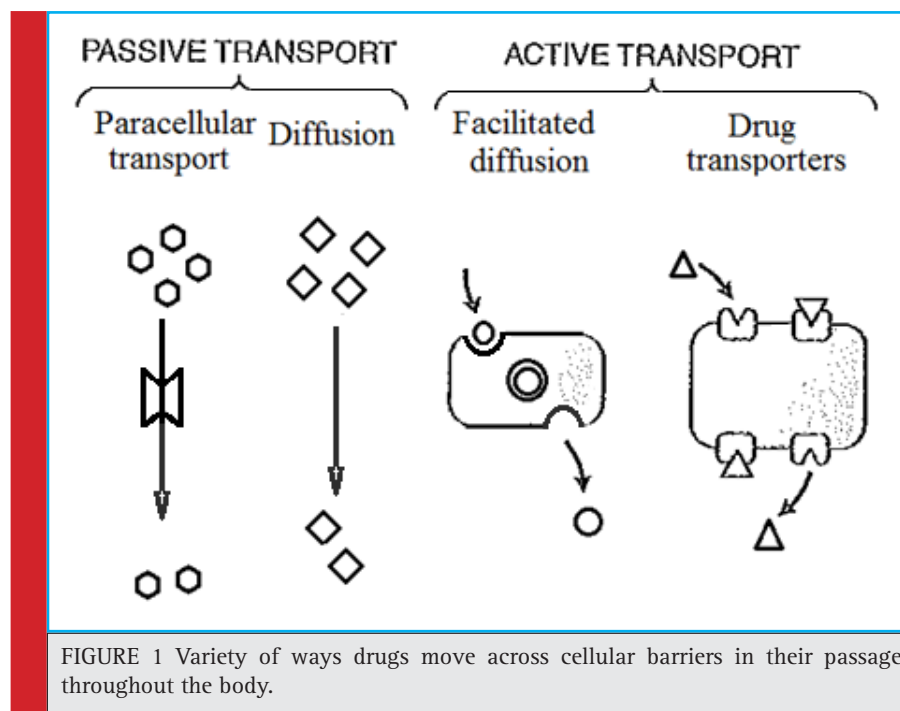 PASSIVE TRANSPORT
ACTIVE TRANSPORT
Paracellular
transport
Diffusion
Facilitated
diffusion
Drug
transporters
FIGURE 1 Variety of ways drugs move across cellular barriers in their passage
throughout the body.